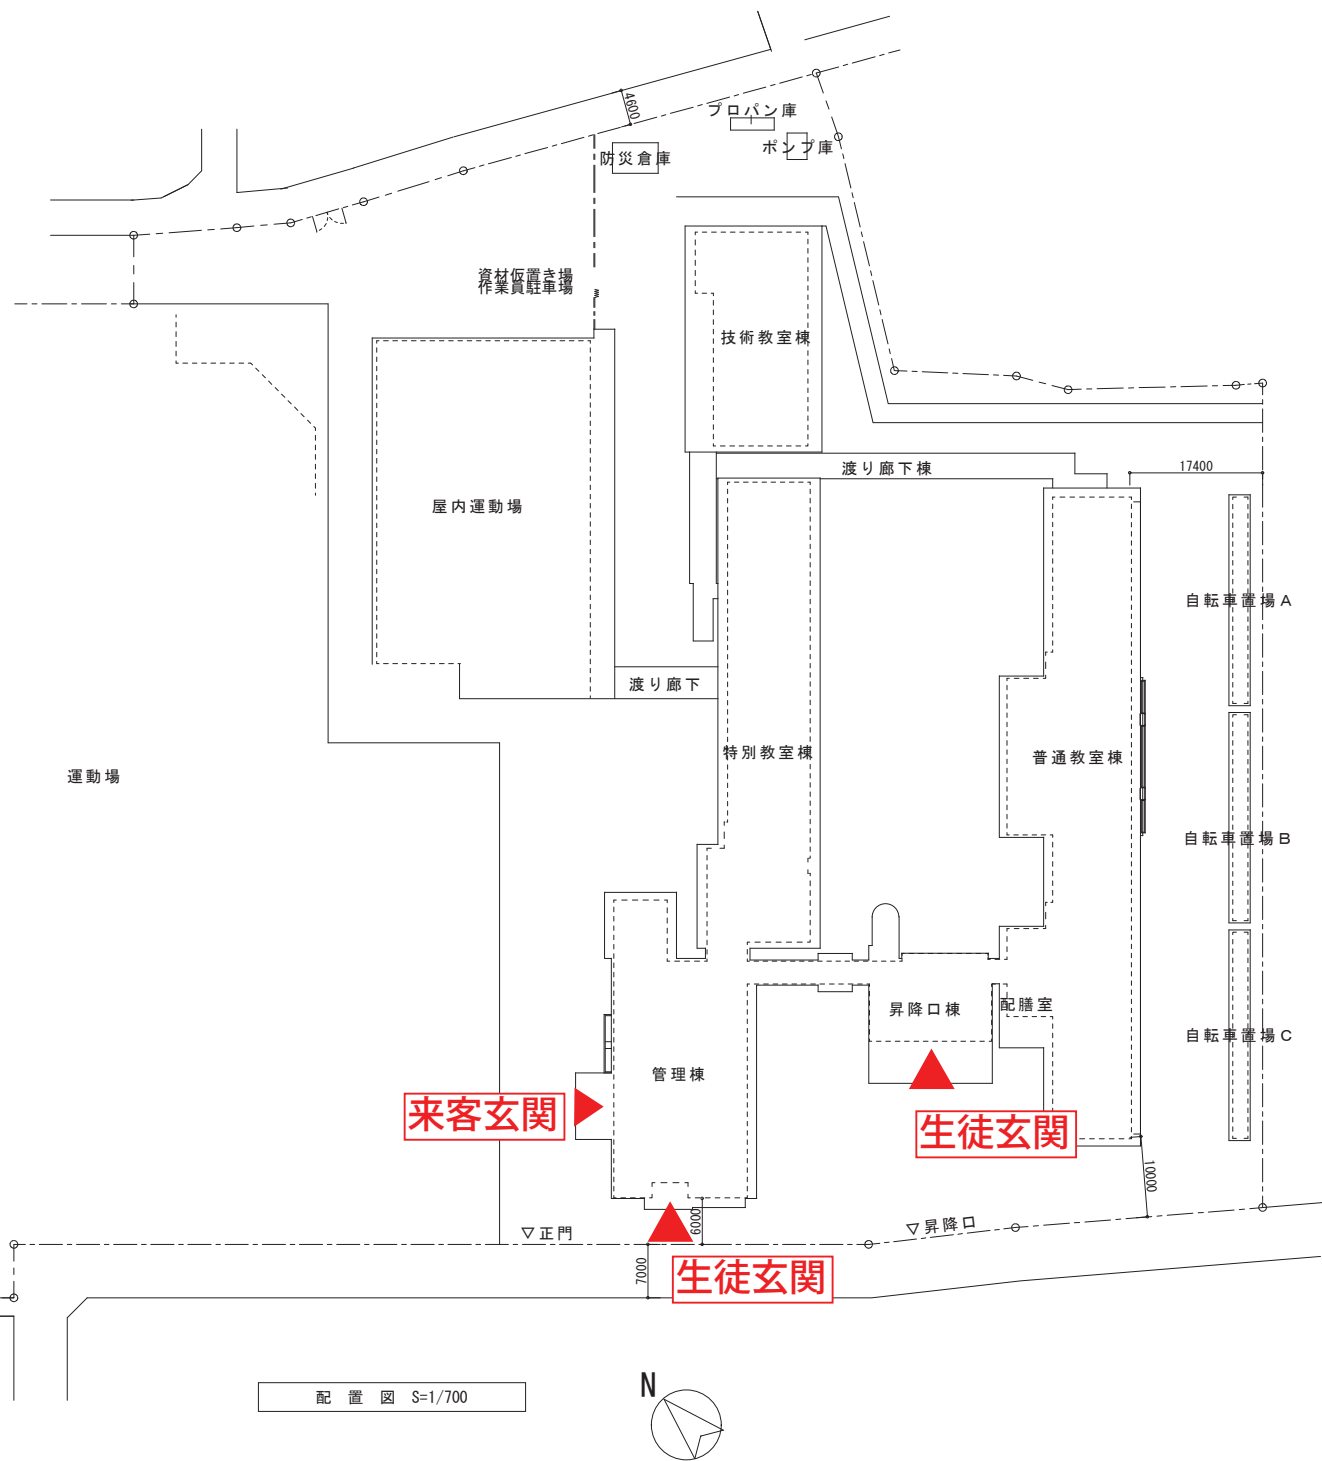 4600
プロパン庫
ポンプ庫
防災倉庫
資材仮置き場
作業員駐車場
技術教室棟
渡り廊下棟
17400
屋内運動場
自転車置場A
渡り廊下
特別教室棟
普通教室棟
運動場
自転車置場B
昇降口棟
配膳室
自転車置場C
管理棟
来客玄関
生徒玄関
10000
6000
▽正門
▽昇降口
7000
生徒玄関
配置図 S=1/700
N